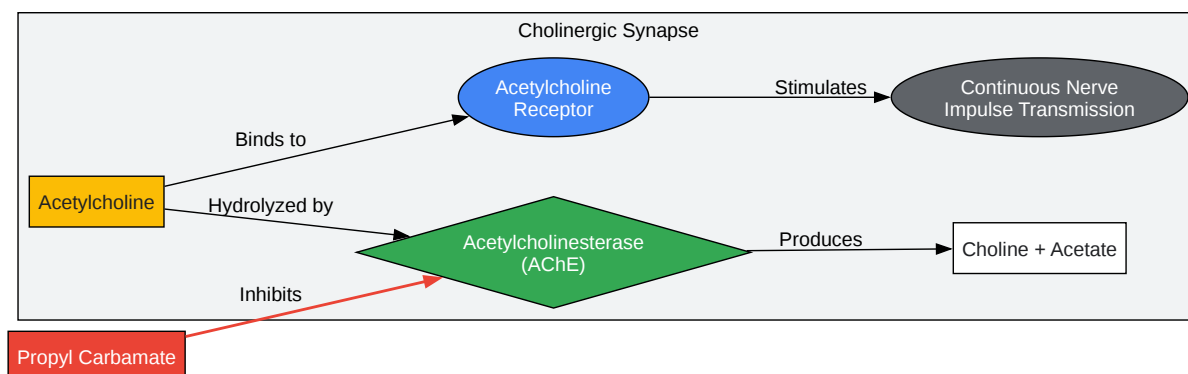 Cholinergic Synapse
Acetylcholine
Receptor
Stimulates
Continuous Nerve
Impulse Transmission
Binds to
Acetylcholine
Hydrolyzed by
Acetylcholinesterase
(AChE)
Produces
Choline + Acetate
Inhibits
Propyl Carbamate